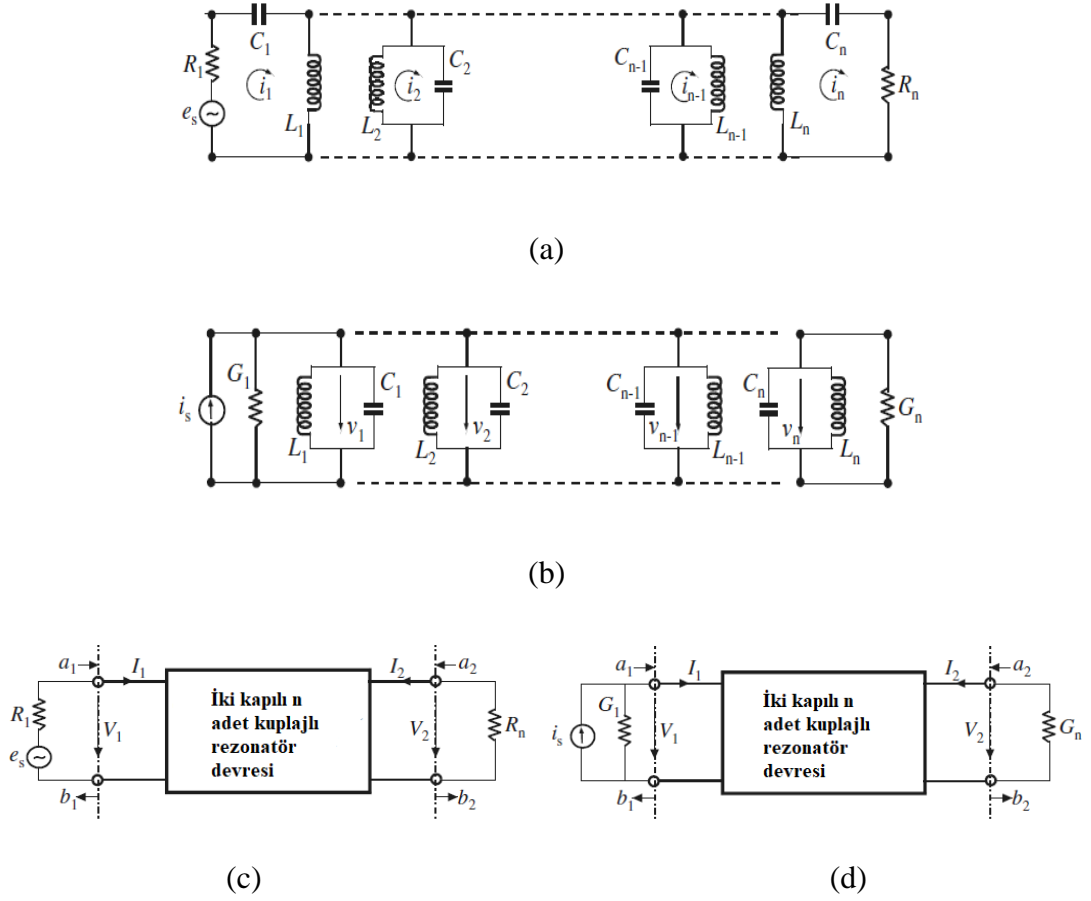 C₁ Cₙ
R₁ i₁ i₂ C₂ Cₙ₋₁ iₙ₋₁ iₙ Rₙ
eₛ ~ L₁ L₂ Lₙ₋₁ Lₙ
(a)
iₛ G₁ C₁ C₂ Cₙ₋₁ Cₙ Gₙ
v₁ v₂ vₙ₋₁ vₙ
L₁ L₂ Lₙ₋₁ Lₙ
(b)
a₁ I₁ I₂ a₂
R₁ V₁ İki kapılı n V₂ Rₙ
adet kuplajlı
rezonatör
eₛ ~ devresi
b₁ b₂
(c)
a₁ I₁ I₂ a₂
iₛ G₁ V₁ İki kapılı n V₂ Gₙ
adet kuplajlı
rezonatör
devresi
b₁ b₂
(d)